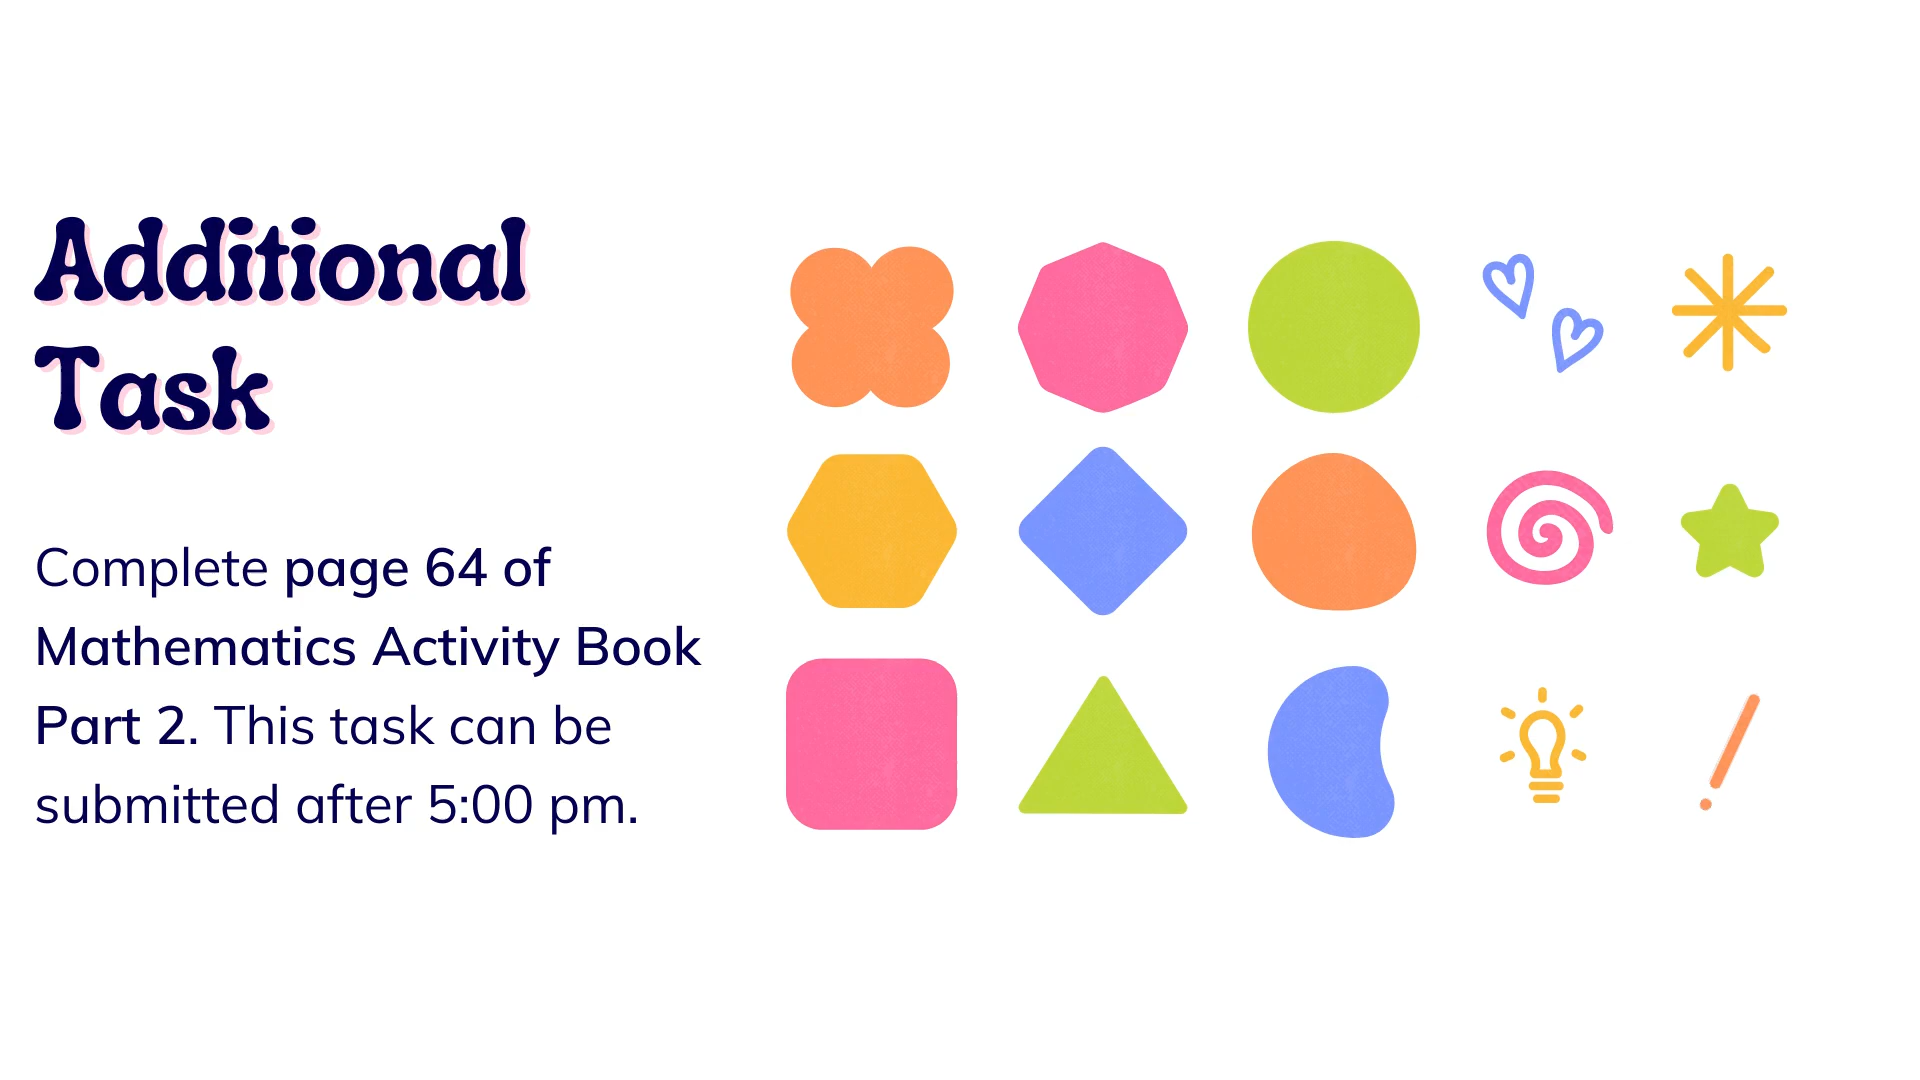 Additional
Task
Complete page 64 of
Mathematics Activity Book
Part 2. This task can be
submitted after 5:00 pm.